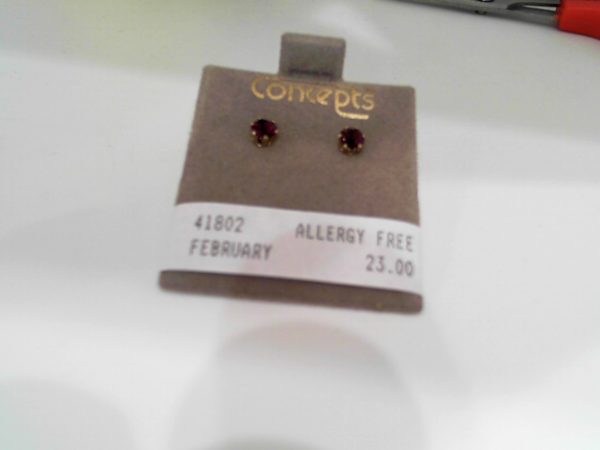 Concepts
41802 ALLERGY FREE
FEBRUARY 23.00